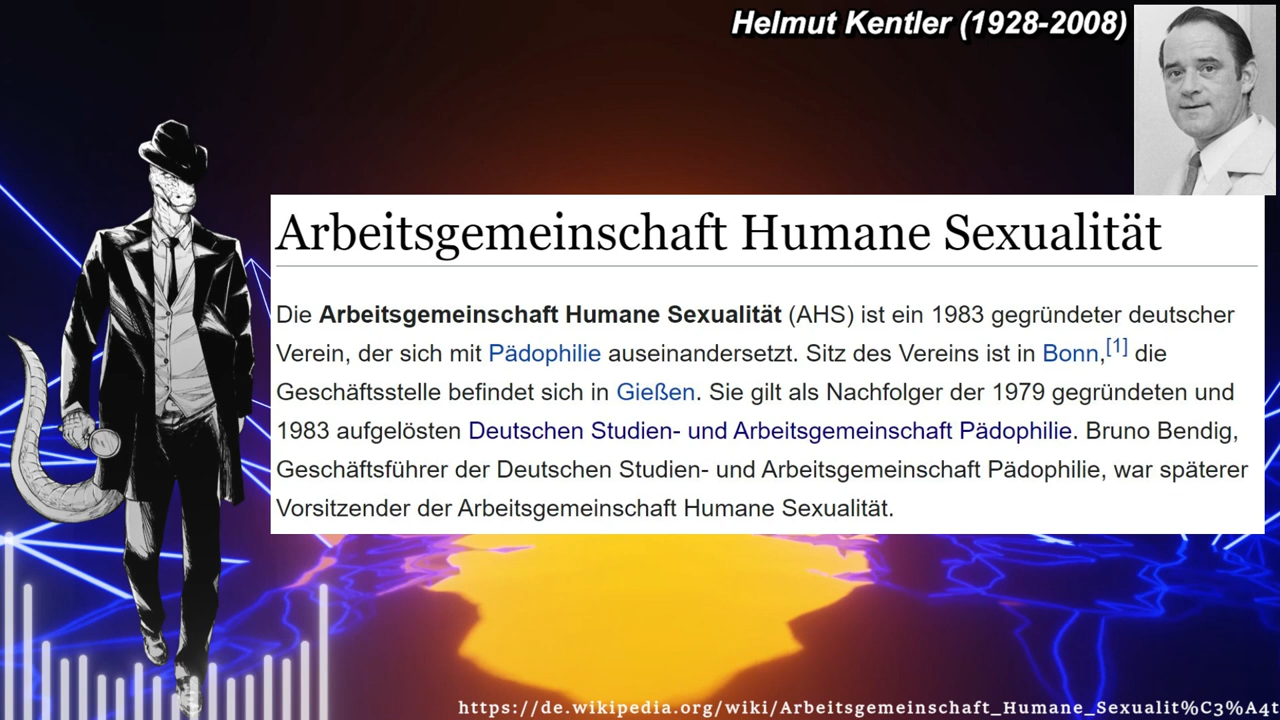 Helmut Kentler (1928-2008)
Arbeitsgemeinschaft Humane Sexualität
Die Arbeitsgemeinschaft Humane Sexualität (AHS) ist ein 1983 gegründeter deutscher
Verein, der sich mit Pädophilie auseinandersetzt. Sitz des Vereins ist in Bonn,[1] die
Geschäftsstelle befindet sich in Gießen. Sie gilt als Nachfolger der 1979 gegründeten und
1983 aufgelösten Deutschen Studien- und Arbeitsgemeinschaft Pädophilie. Bruno Bendig,
Geschäftsführer der Deutschen Studien- und Arbeitsgemeinschaft Pädophilie, war späterer
Vorsitzender der Arbeitsgemeinschaft Humane Sexualität.
https://de.wikipedia.org/wiki/Arbeitsgemeinschaft_Humane_Sexualit%C3%A4t